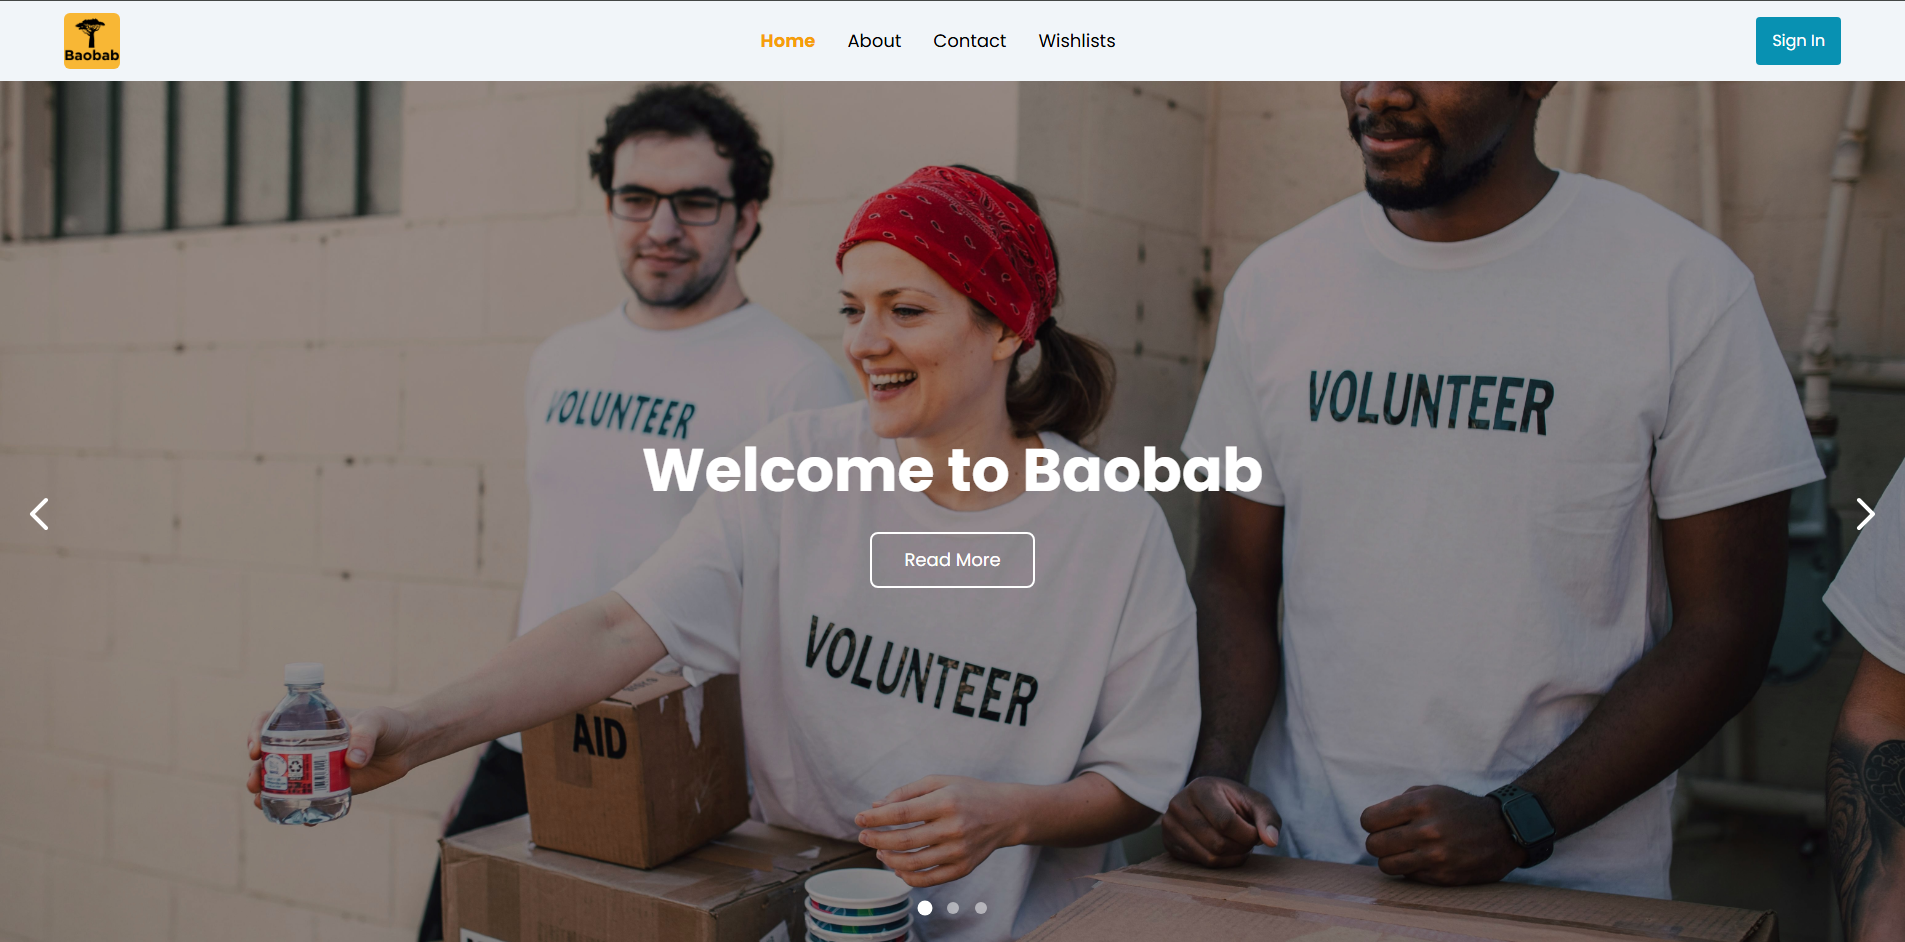 Baobab
Home
About
Contact
Wishlists
Sign In
VOLUNTEER
VOLUNTEER
Welcome to Baobab
Read More
VOLUNTEER
AID